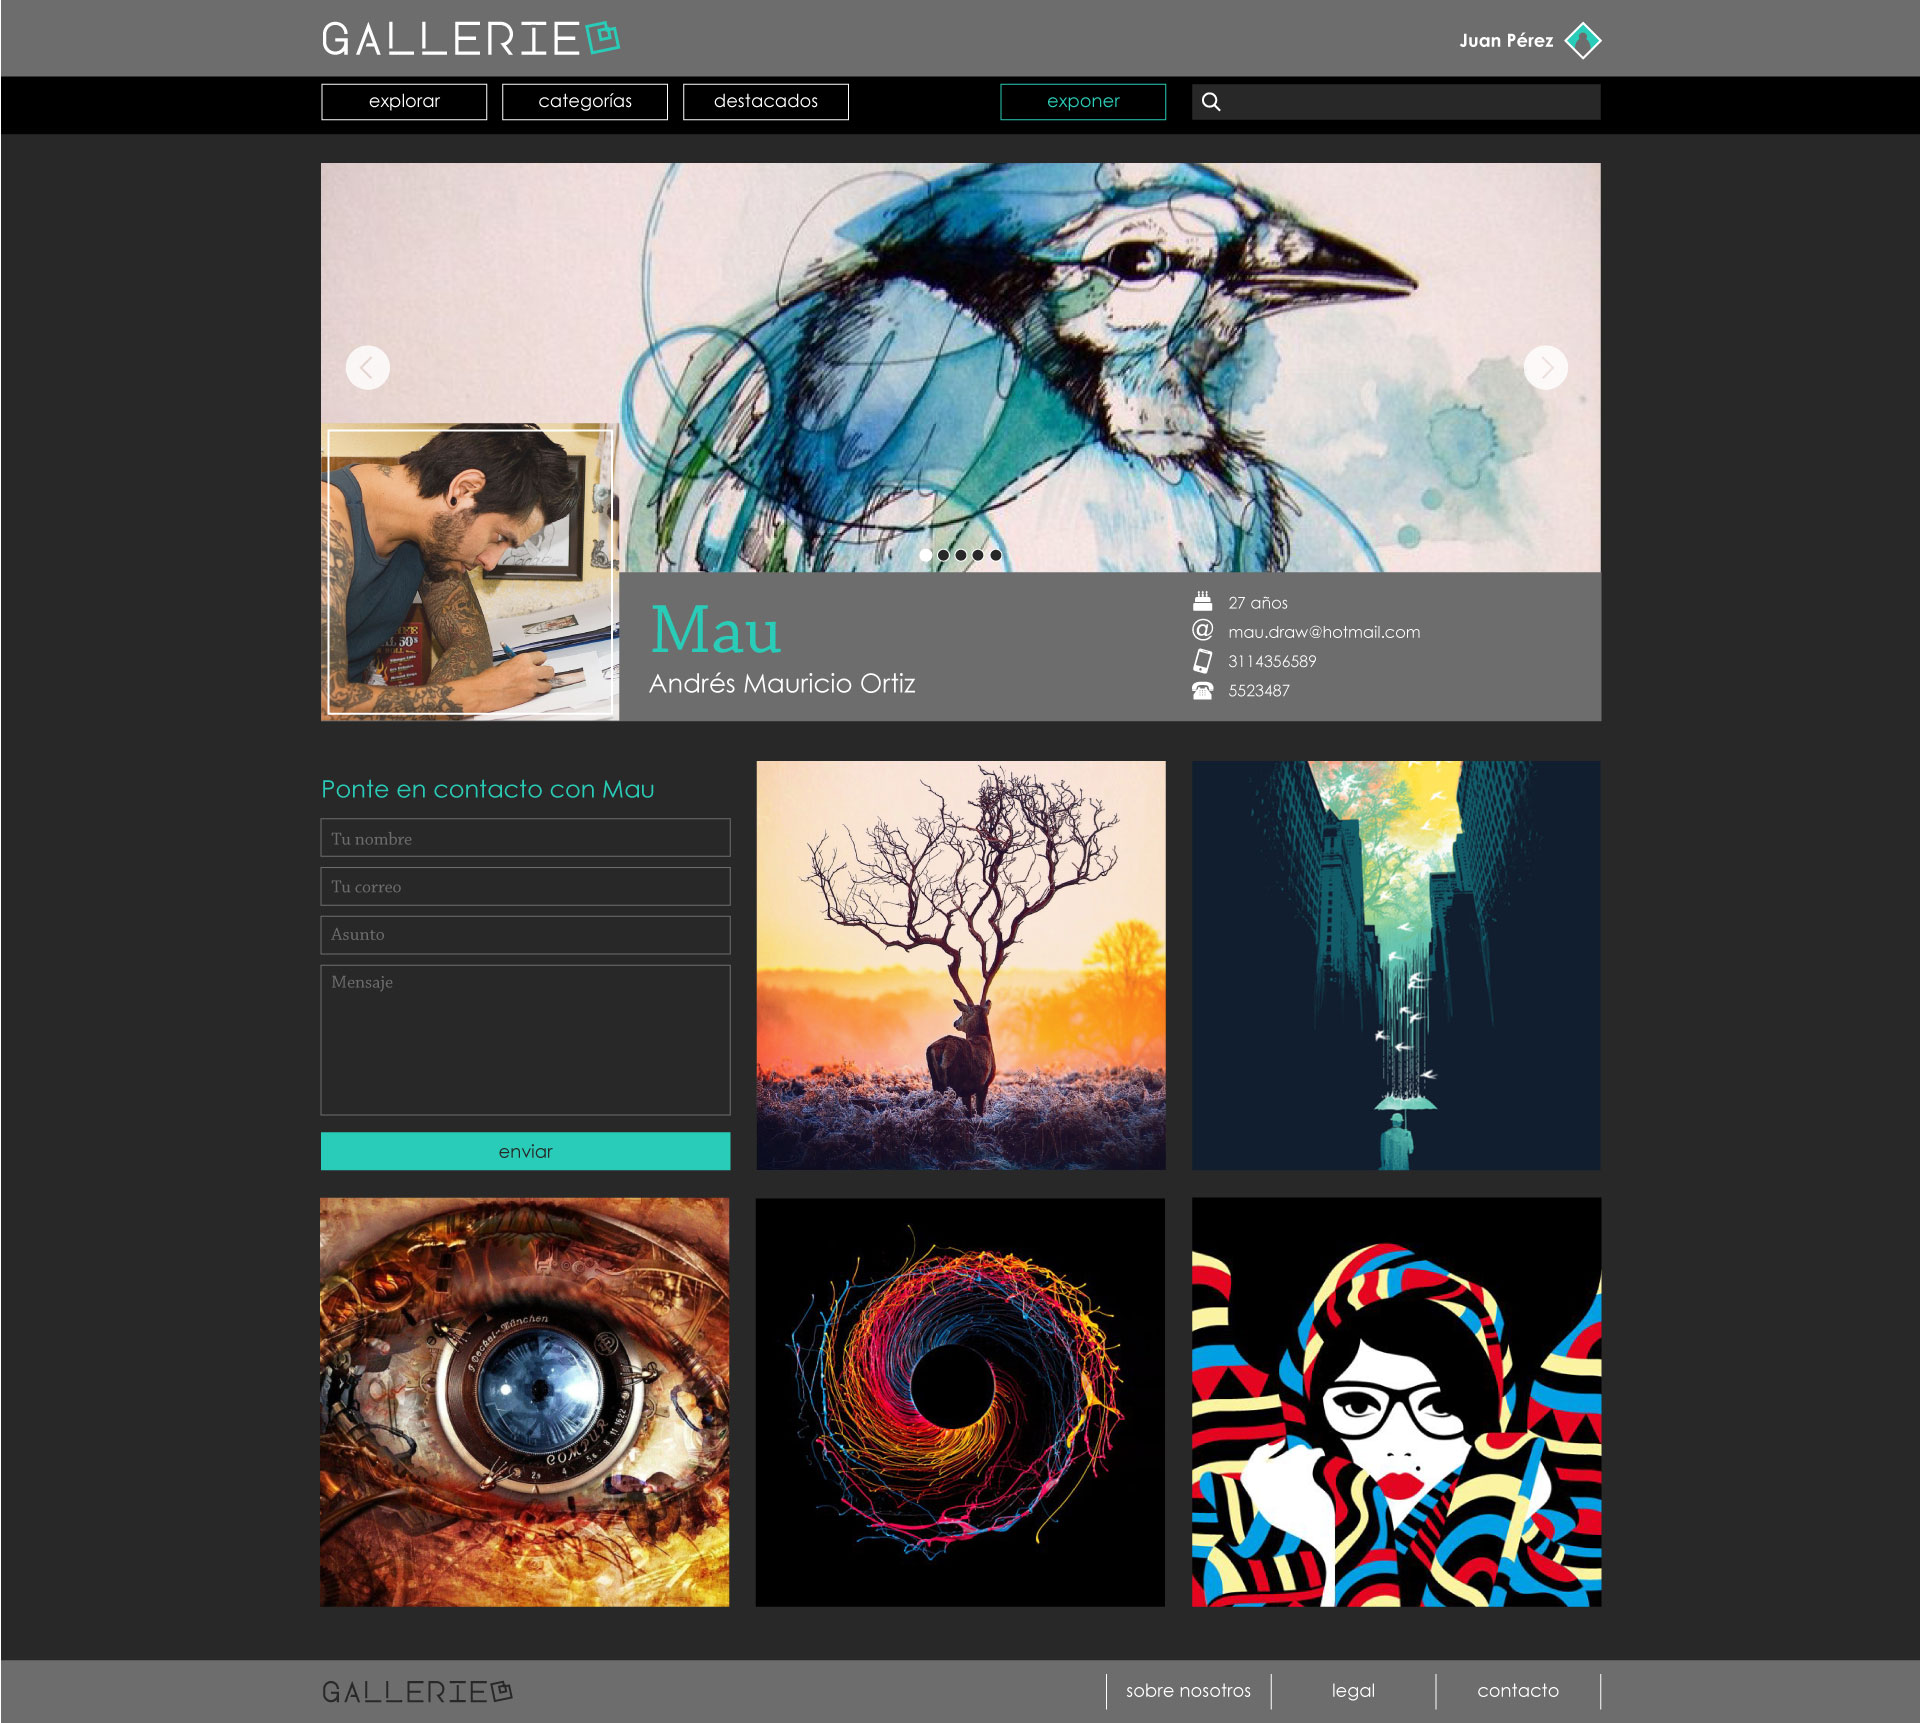 GALLERIE
Juan Pérez
explorar
categorías
destacados
exponer
Mau
Andrés Mauricio Ortiz
27 años
mau.draw@hotmail.com
3114356589
5523487
Ponte en contacto con Mau
Tu nombre
Tu correo
Asunto
Mensaje
enviar
COMPUR
GALLERIE
sobre nosotros
legal
contacto